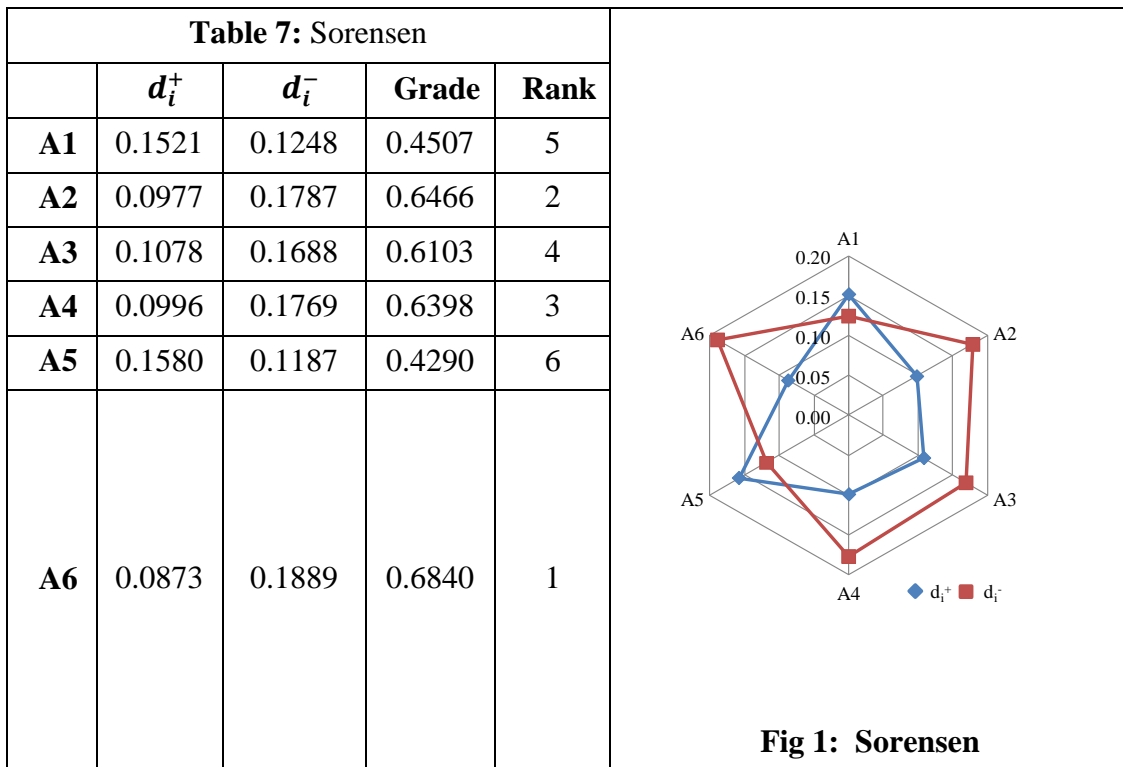 Table 7: Sorensen
d_i^+ d_i^- Grade Rank
A1 0.1521 0.1248 0.4507 5
A2 0.0977 0.1787 0.6466 2
A3 0.1078 0.1688 0.6103 4
A4 0.0996 0.1769 0.6398 3
A5 0.1580 0.1187 0.4290 6
A6 0.0873 0.1889 0.6840 1
A1
0.20
0.15
A6 0.10 A2
0.05
0.00
A5 A3
A4 d_i^+ d_i^-
Fig 1: Sorensen